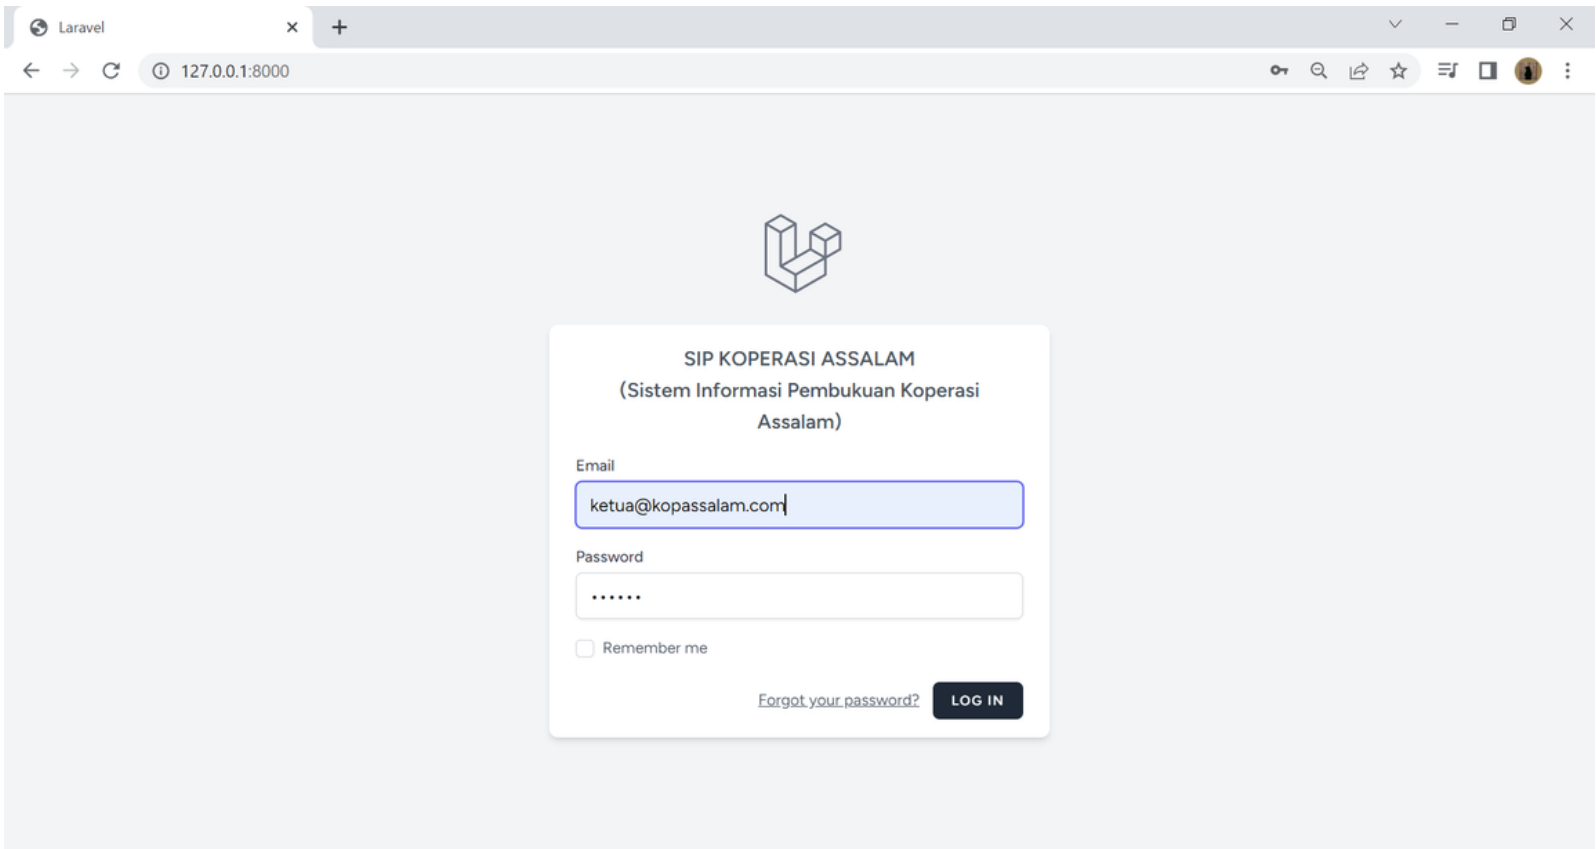 Laravel
127.0.0.1:8000
SIP KOPERASI ASSALAM
(Sistem Informasi Pembukuan Koperasi
Assalam)
Email
ketua@kopassalam.com
Password
••••••
Remember me
Forgot your password? LOG IN